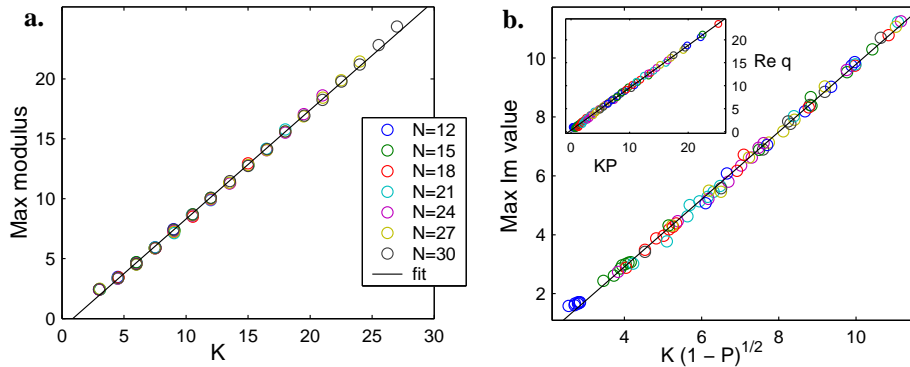 a.
Max modulus
20
15
10
5
0
0 5 10 15 20 25 30
K
N=12
N=15
N=18
N=21
N=24
N=27
N=30
fit
b.
Max Im value
10
8
6
4
2
4 6 8 10
K (1 − P)^{1/2}
Re q
20
15
10
5
0
0 10 20
KP